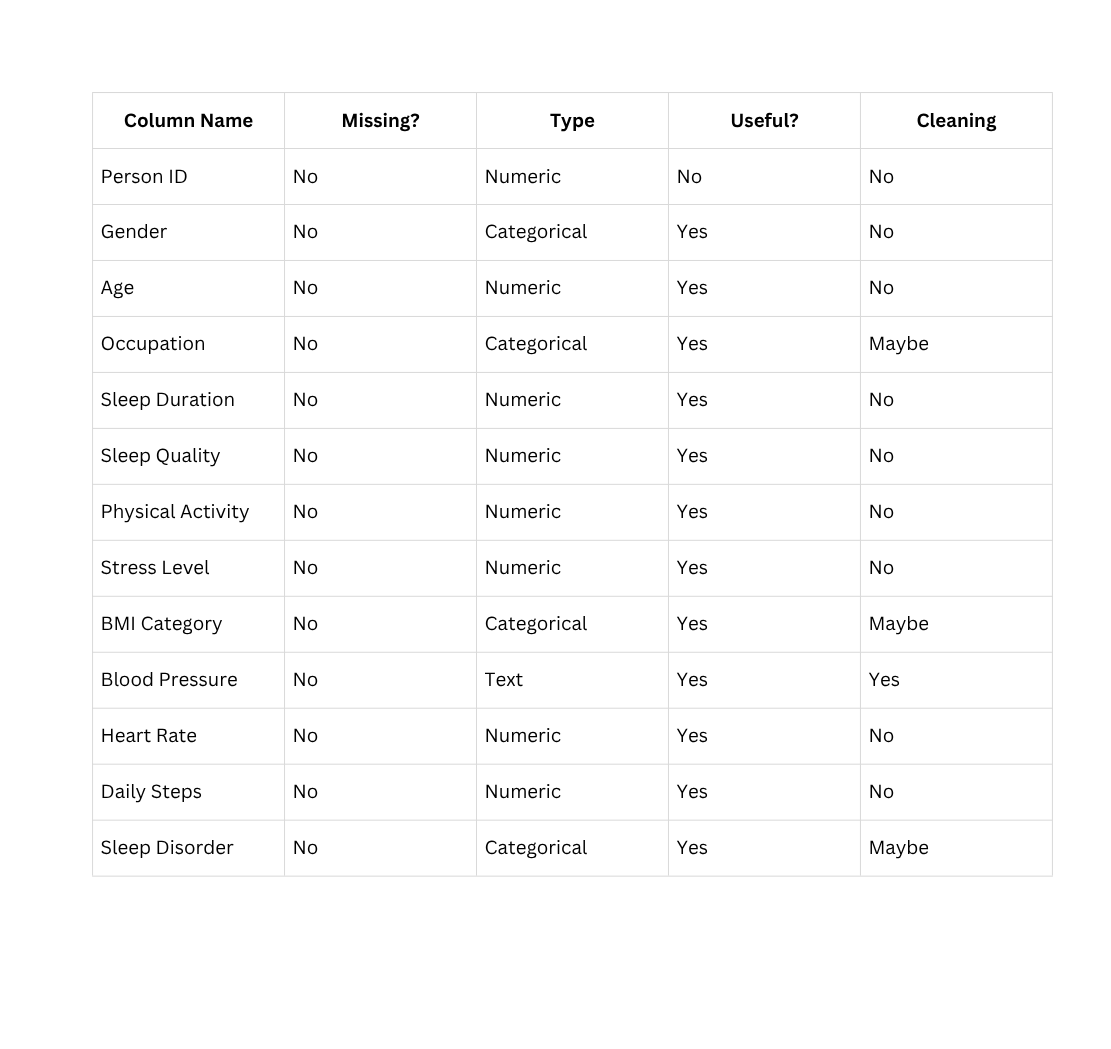 Column Name Missing? Type Useful? Cleaning
Person ID No Numeric No No
Gender No Categorical Yes No
Age No Numeric Yes No
Occupation No Categorical Yes Maybe
Sleep Duration No Numeric Yes No
Sleep Quality No Numeric Yes No
Physical Activity No Numeric Yes No
Stress Level No Numeric Yes No
BMI Category No Categorical Yes Maybe
Blood Pressure No Text Yes Yes
Heart Rate No Numeric Yes No
Daily Steps No Numeric Yes No
Sleep Disorder No Categorical Yes Maybe